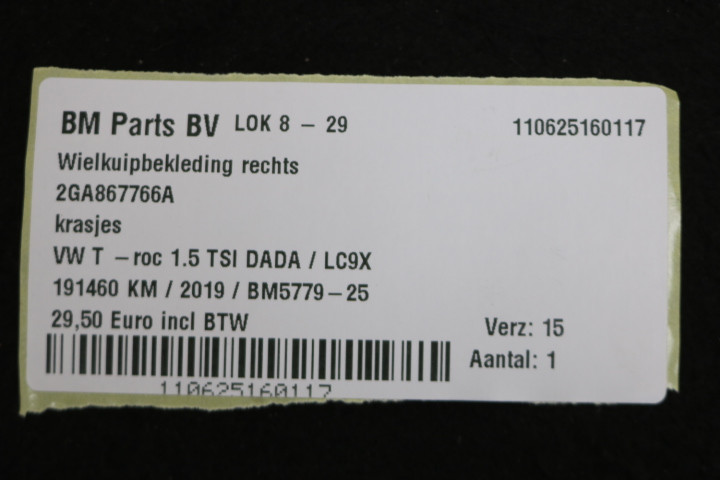 BM Parts BV LOK 8 - 29 110625160117
Wielkuipbekleding rechts
2GA867766A
krasjes
VW T -roc 1.5 TSI DADA / LC9X
191460 KM / 2019 / BM5779-25
29,50 Euro incl BTW Verz: 15
Aantal: 1
110625160117